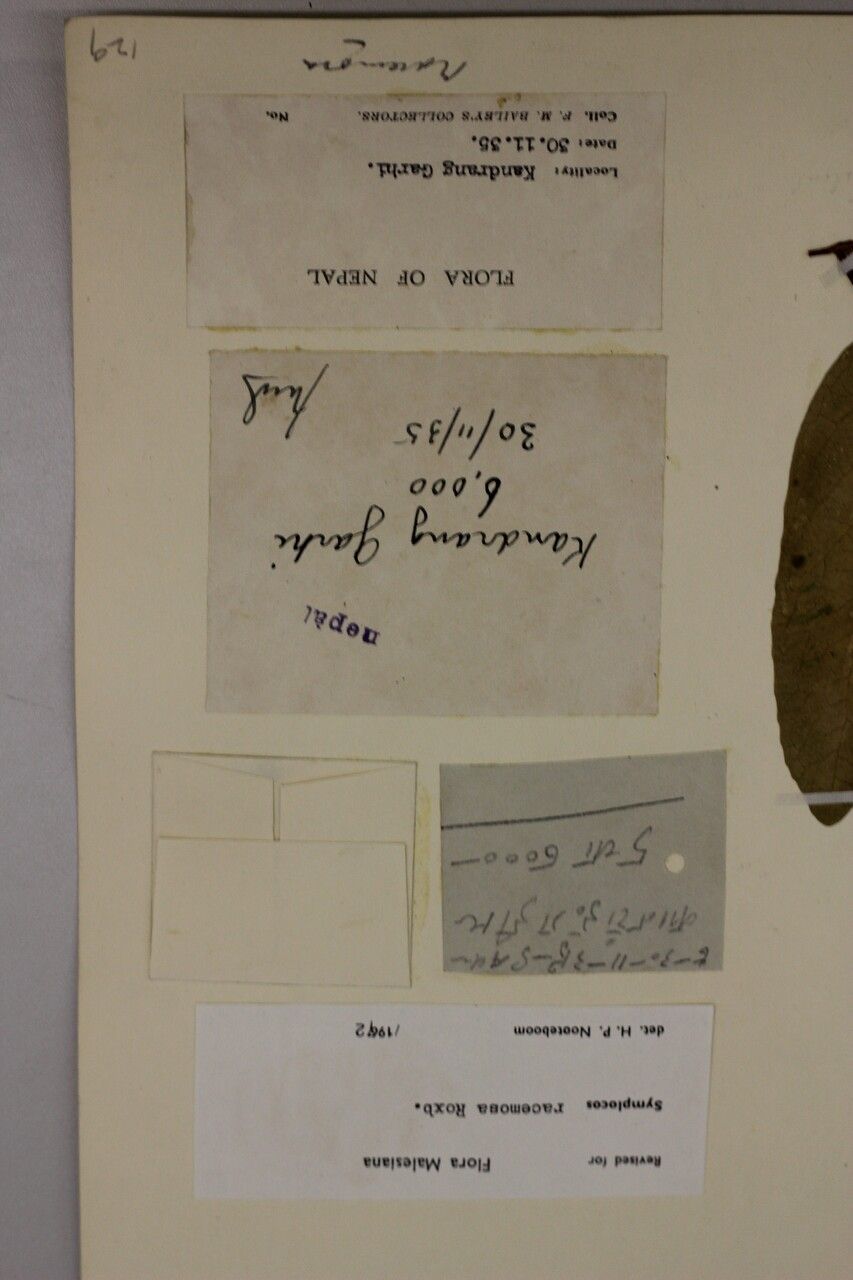 Revised for Flora Malesiana
Symplocos racemosa Roxb.
det. H. P. Nooteboom /1972
nepal
Kandrang Garhi
6,000
30/11/35
FLORA OF NEPAL
Locality: Kandrang Garhi.
Date: 30.11.35.
Coll. F. M. BAILEY'S COLLECTORS. No.
racemosa
129